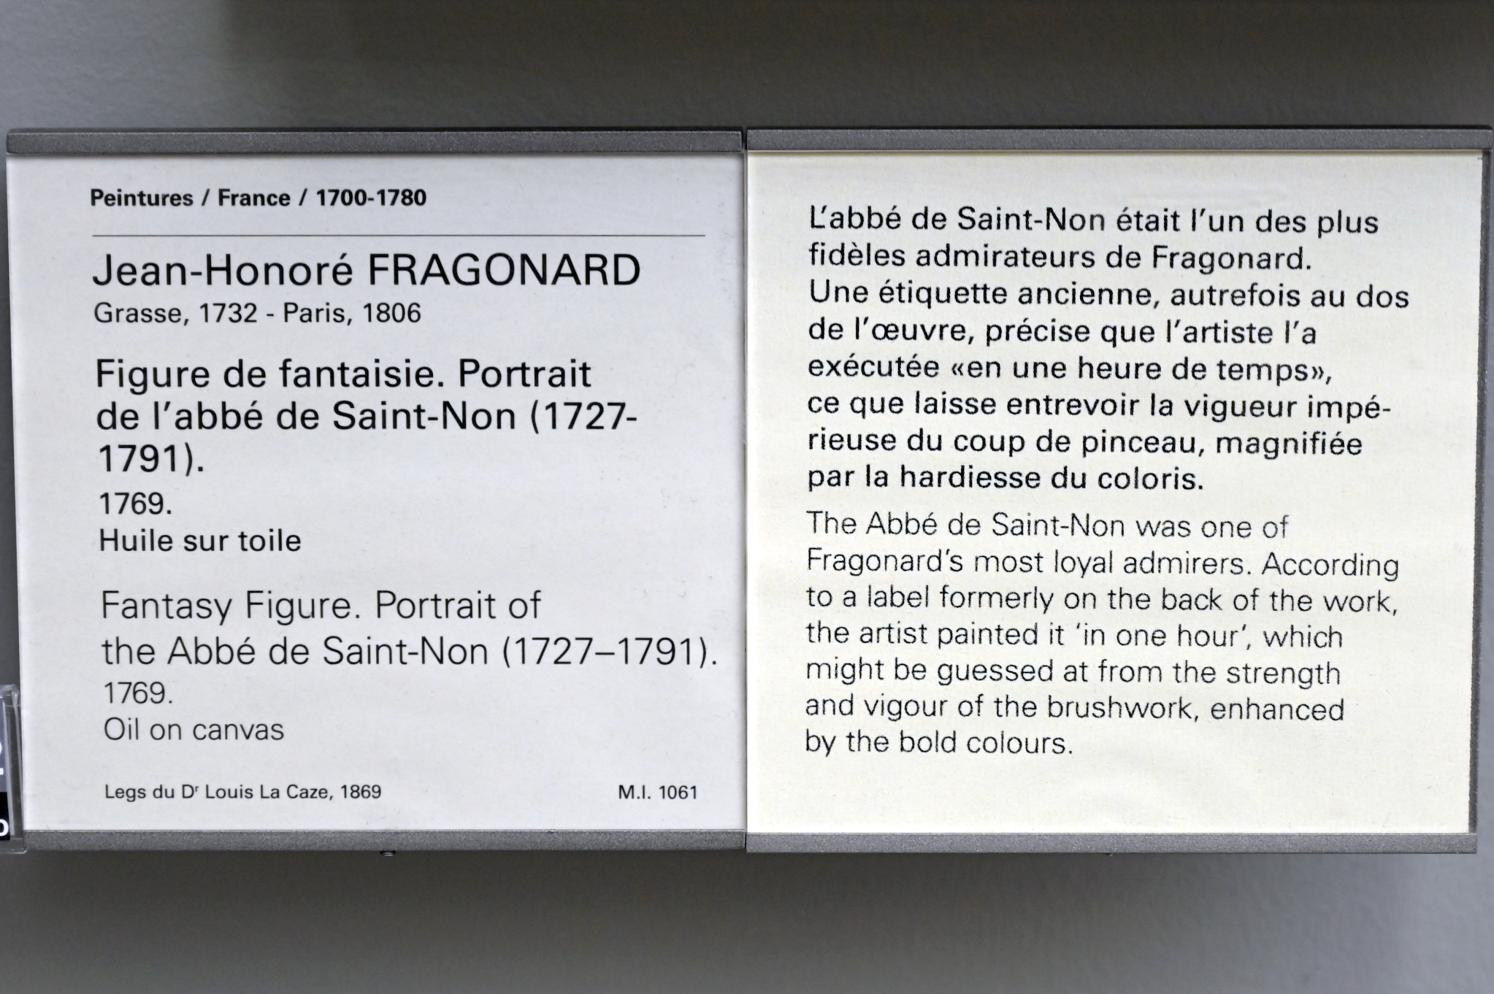 Peintures / France / 1700-1780
Jean-Honoré FRAGONARD
Grasse, 1732 - Paris, 1806
Figure de fantaisie. Portrait
de l'abbé de Saint-Non (1727-
1791).
1769.
Huile sur toile
Fantasy Figure. Portrait of
the Abbé de Saint-Non (1727–1791).
1769.
Oil on canvas
Legs du Dʳ Louis La Caze, 1869
M.I. 1061
L'abbé de Saint-Non était l'un des plus
fidèles admirateurs de Fragonard.
Une étiquette ancienne, autrefois au dos
de l'œuvre, précise que l'artiste l'a
exécutée «en une heure de temps»,
ce que laisse entrevoir la vigueur impé-
rieuse du coup de pinceau, magnifiée
par la hardiesse du coloris.
The Abbé de Saint-Non was one of
Fragonard's most loyal admirers. According
to a label formerly on the back of the work,
the artist painted it 'in one hour', which
might be guessed at from the strength
and vigour of the brushwork, enhanced
by the bold colours.